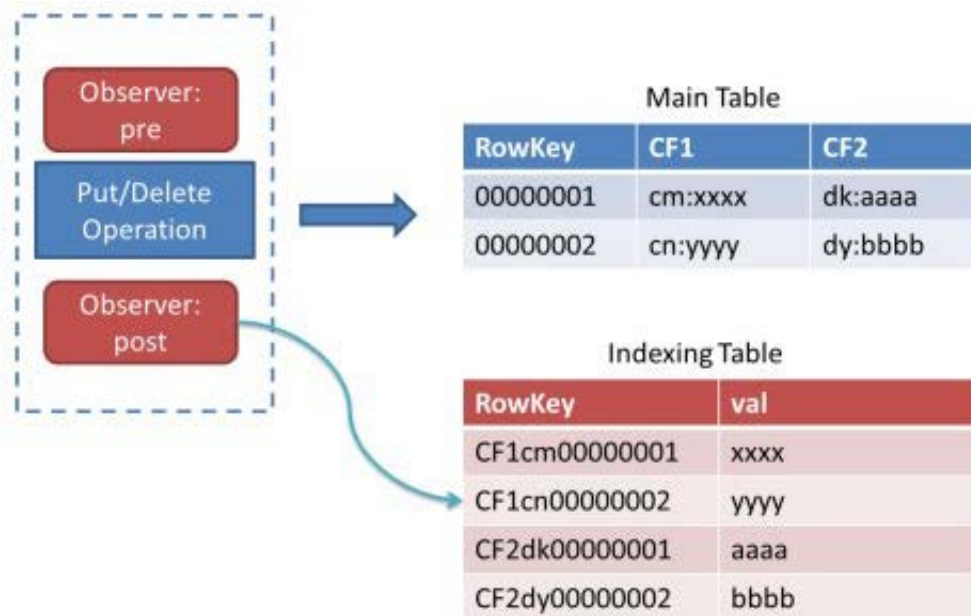 Observer:
pre
Put/Delete
Operation
Observer:
post
Main Table
RowKey CF1 CF2
00000001 cm:xxxx dk:aaaa
00000002 cn:yyyy dy:bbbb
Indexing Table
RowKey val
CF1cm00000001 xxxx
CF1cn00000002 yyyy
CF2dk00000001 aaaa
CF2dy00000002 bbbb